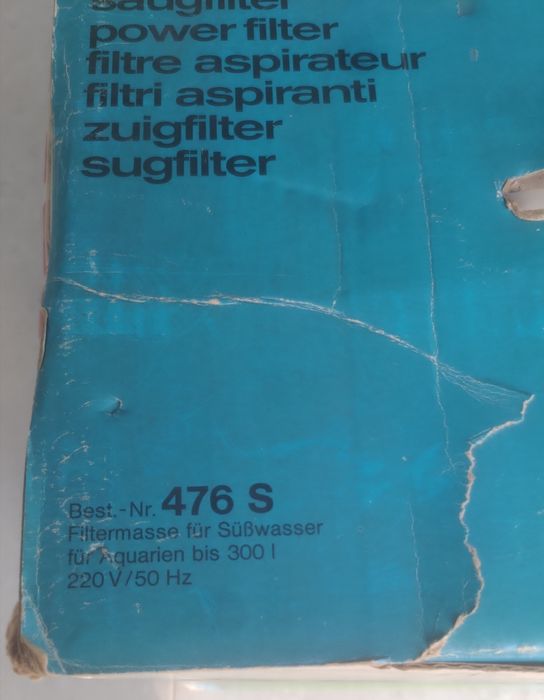 saugfilter
power filter
filtre aspirateur
filtri aspiranti
zuigfilter
sugfilter
Best.-Nr. 476 S
Filtermasse für Süßwasser
für Aquarien bis 300 l
220 V/50 Hz